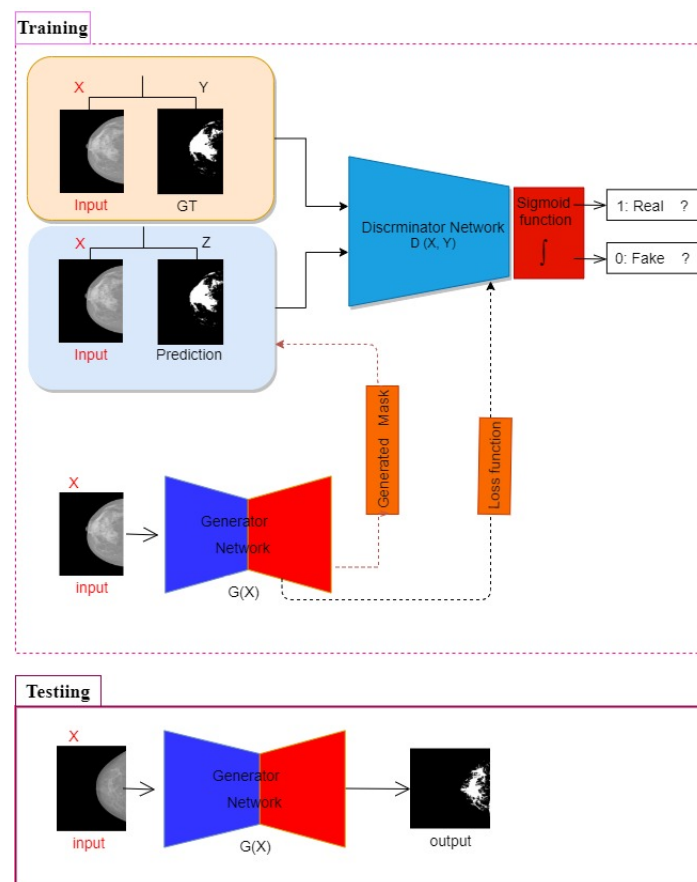 Training
X Y
Input GT
X Z
Input Prediction
Discrminator Network
D (X, Y)
Sigmoid
function
∫
1: Real ?
0: Fake ?
Generated Mask
Loss function
X
input
Generator
Network
G(X)
Testiing
X
input
Generator
Network
G(X)
output